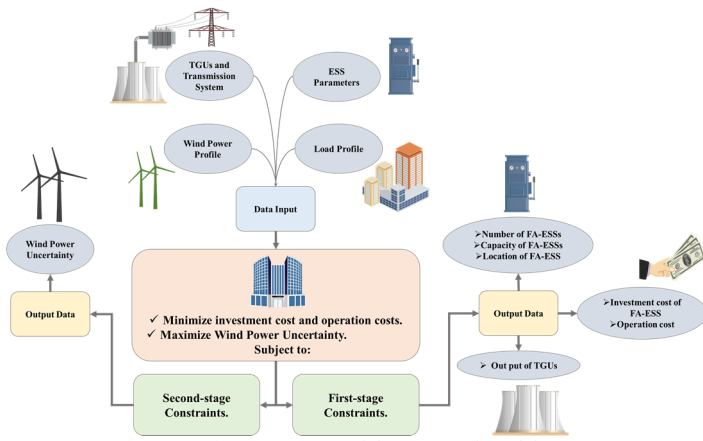 TGUs and
Transmission
System
ESS
Parameters
Wind Power
Profile
Load Profile
Data Input
Wind Power
Uncertainty
Output Data
✓ Minimize investment cost and operation costs.
✓ Maximize Wind Power Uncertainty.
Subject to:
Second-stage
Constraints.
First-stage
Constraints.
➢Number of FA-ESSs
➢Capacity of FA-ESSs
➢Location of FA-ESS
Output Data
➢Investment cost of
FA-ESS
➢Operation cost
➢ Out put of TGUs